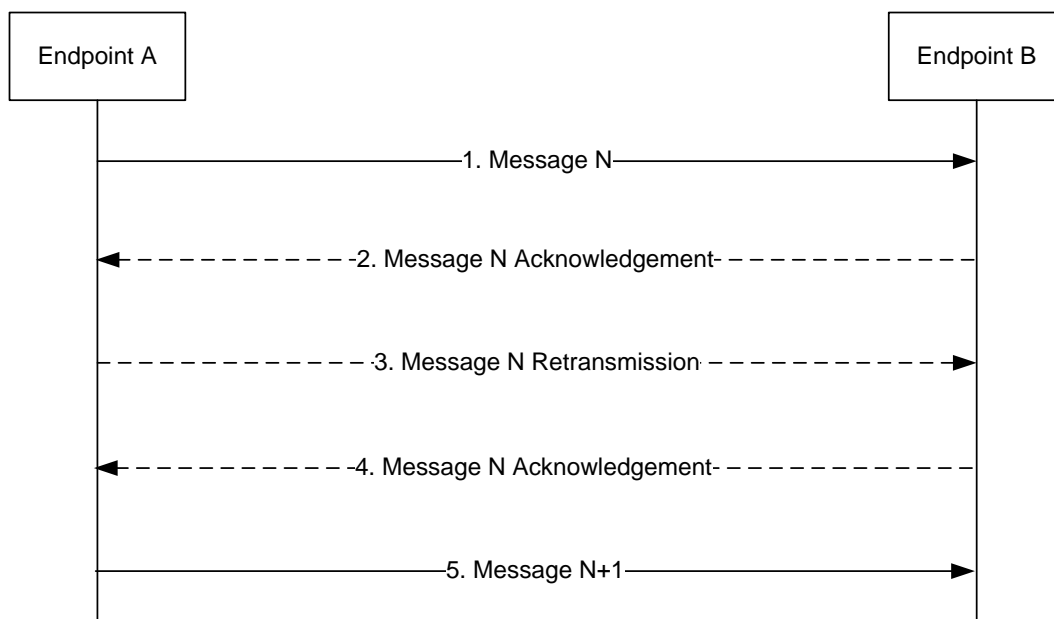 Endpoint A
Endpoint B
1. Message N
2. Message N Acknowledgement
3. Message N Retransmission
4. Message N Acknowledgement
5. Message N+1